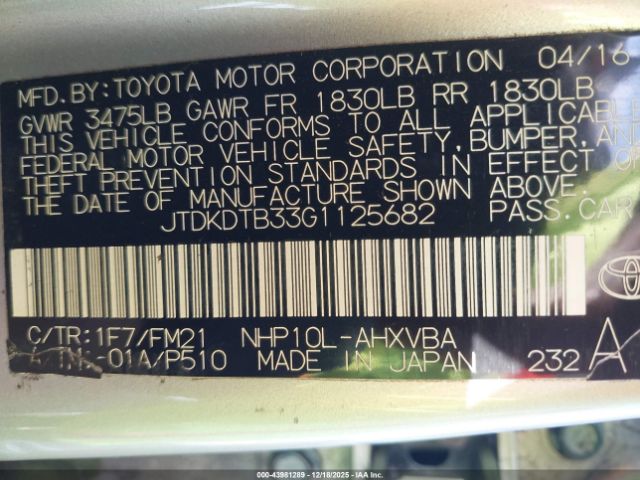 MFD. BY: TOYOTA MOTOR CORPORATION 04/16
GVWR 3475LB GAWR FR 1830LB RR 1830LB
THIS VEHICLE CONFORMS TO ALL APPLICABLE
FEDERAL MOTOR VEHICLE SAFETY, BUMPER, AND
THEFT PREVENTION STANDARDS IN EFFECT ON
THE DATE OF MANUFACTURE SHOWN ABOVE.
JTDKDTB33G1125682 PASS. CAR
C/TR: 1F7/FM21 NHP10L-AHXVBA
-01A/P510 MADE IN JAPAN 232 A
000-43981289 - 12/18/2025 - IAA Inc.